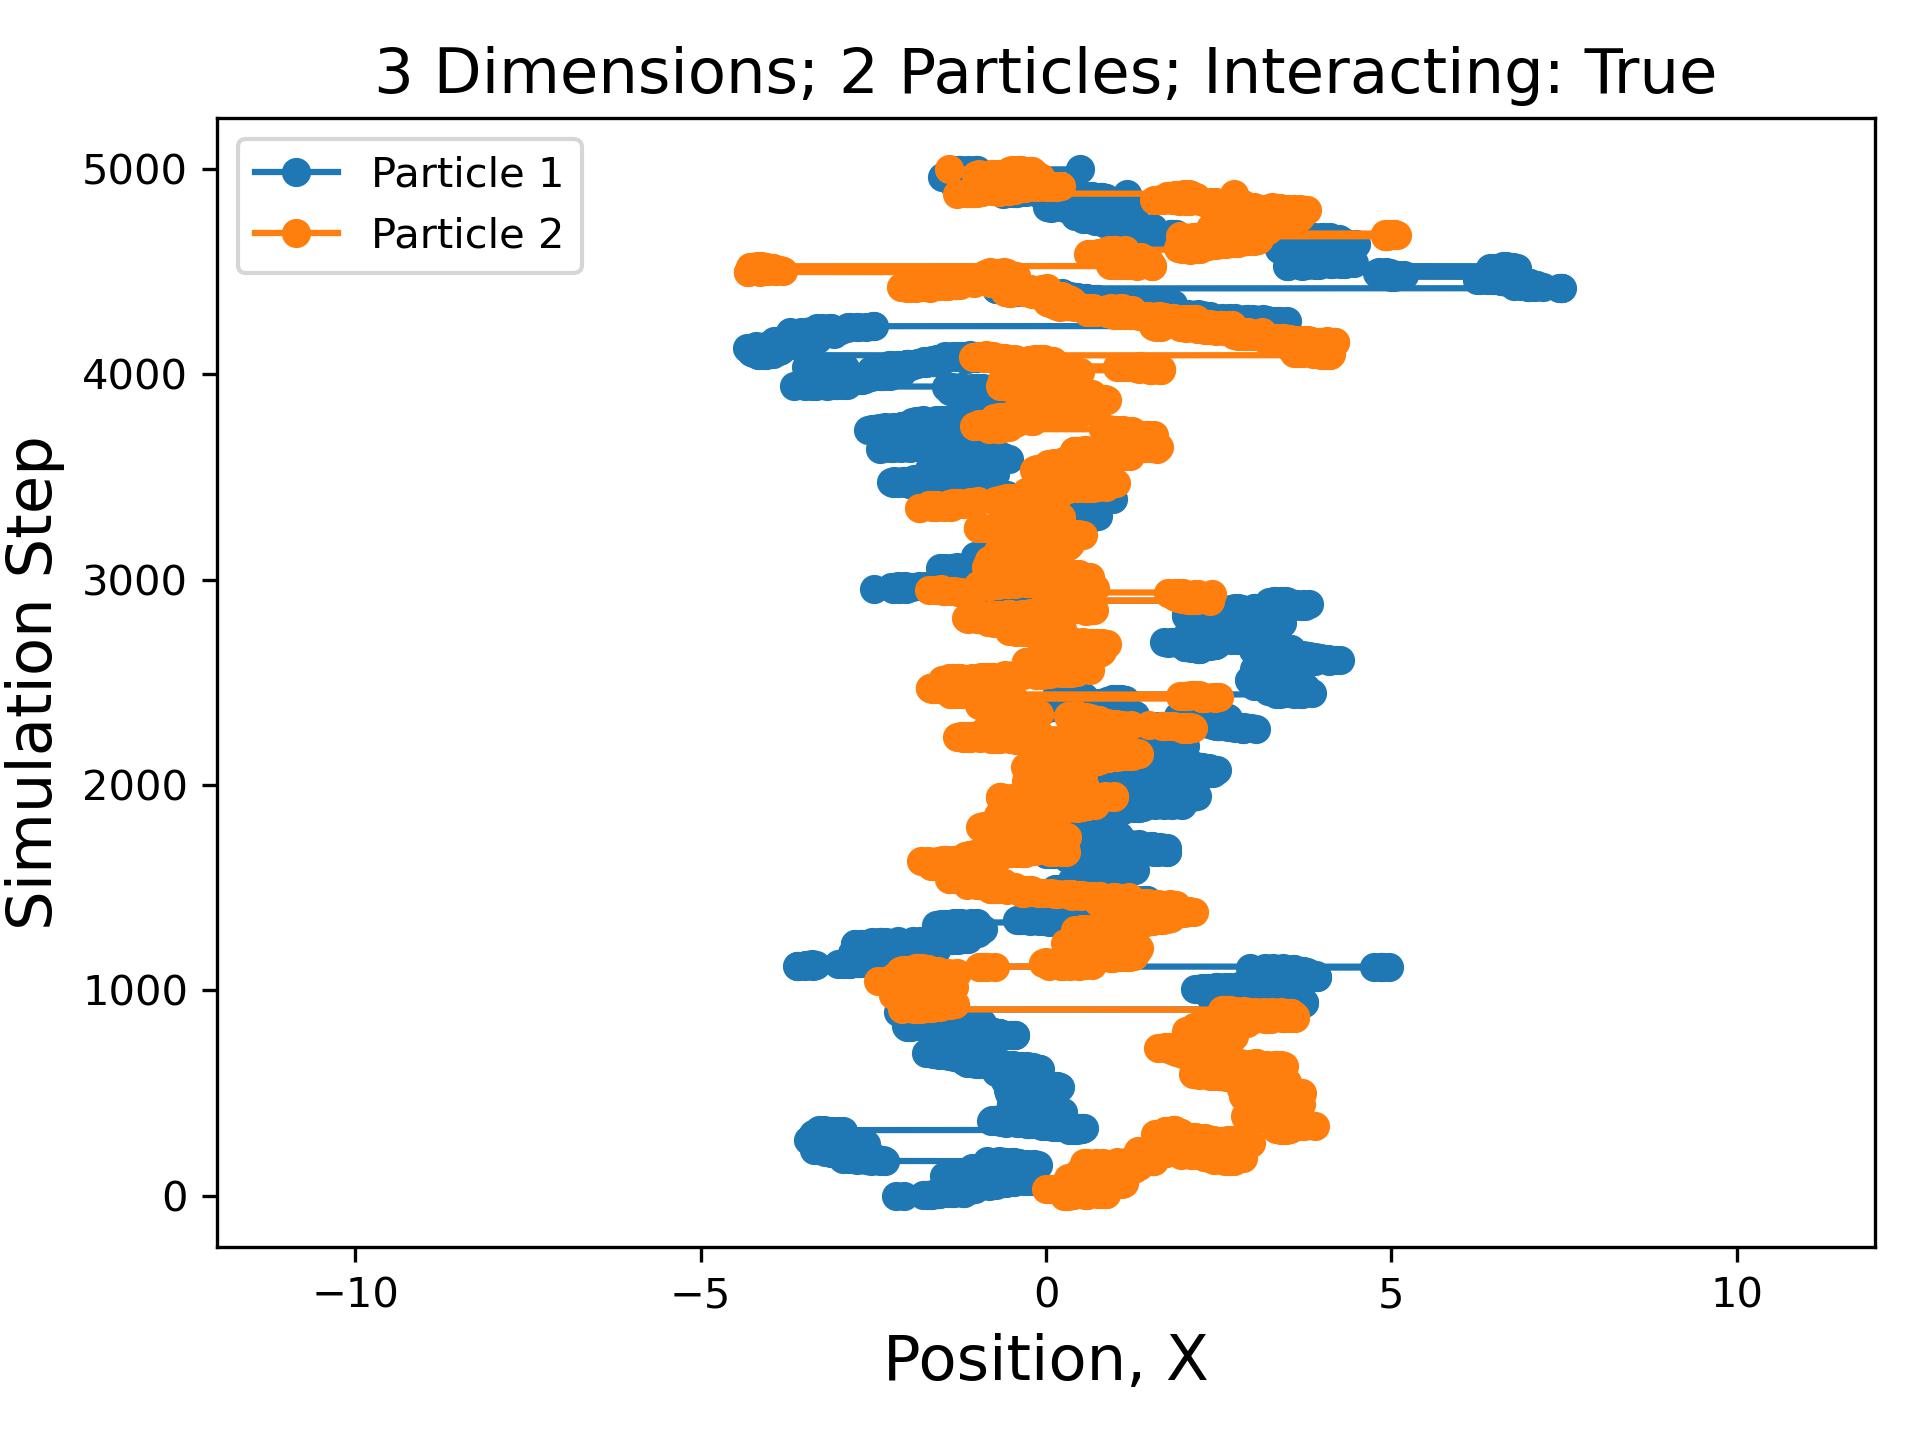 3 Dimensions; 2 Particles; Interacting: True
Particle 1
Particle 2
Simulation Step
5000
4000
3000
2000
1000
0
−10
−5
0
5
10
Position, X